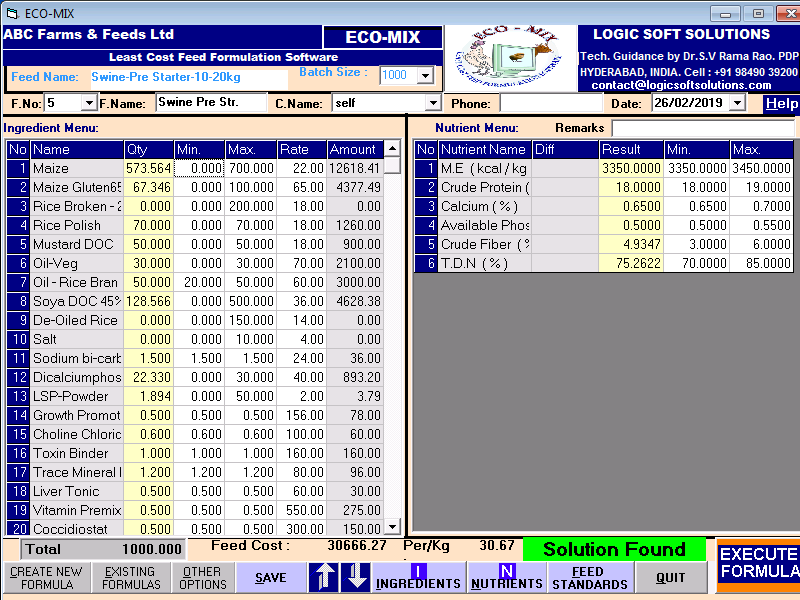 ECO-MIX
ABC Farms & Feeds Ltd
ECO-MIX
Least Cost Feed Formulation Software
Feed Name: Swine-Pre Starter-10-20kg Batch Size : 1000
ECO - MIX
LOGIC SOFT SOLUTIONS
Tech. Guidance by Dr.S.V Rama Rao. PDP
HYDERABAD, INDIA. Cell : +91 98490 39200
contact@logicsoftsolutions.com
F.No: 5 F.Name: Swine Pre Str. C.Name: self Phone: Date: 26/02/2019 Help
Ingredient Menu:
No Name Qty Min. Max. Rate Amount
1 Maize 573.564 0.000 700.000 22.00 12618.41
2 Maize Gluten65 67.346 0.000 100.000 65.00 4377.49
3 Rice Broken - 2 0.000 0.000 200.000 18.00 0.00
4 Rice Polish 70.000 0.000 70.000 18.00 1260.00
5 Mustard DOC 50.000 0.000 50.000 18.00 900.00
6 Oil-Veg 30.000 0.000 30.000 70.00 2100.00
7 Oil - Rice Bran 50.000 20.000 50.000 60.00 3000.00
8 Soya DOC 45% 128.566 0.000 500.000 36.00 4628.38
9 De-Oiled Rice 0.000 0.000 150.000 14.00 0.00
10 Salt 0.000 0.000 10.000 4.00 0.00
11 Sodium bi-carb 1.500 1.500 1.500 24.00 36.00
12 Dicalciumphos 22.330 0.000 30.000 40.00 893.20
13 LSP-Powder 1.894 0.000 50.000 2.00 3.79
14 Growth Promot 0.500 0.500 0.500 156.00 78.00
15 Choline Chloric 0.600 0.600 0.600 100.00 60.00
16 Toxin Binder 1.000 1.000 1.000 160.00 160.00
17 Trace Mineral 1.200 1.200 1.200 80.00 96.00
18 Liver Tonic 0.500 0.500 0.500 60.00 30.00
19 Vitamin Premix 0.500 0.500 0.500 550.00 275.00
20 Coccidiostat 0.500 0.500 0.500 300.00 150.00
Nutrient Menu: Remarks
No Nutrient Name Diff Result Min. Max.
1 M.E (kcal/kg 3350.0000 3350.0000 3450.0000
2 Crude Protein ( 18.0000 18.0000 19.0000
3 Calcium (%) 0.6500 0.6500 0.7000
4 Available Phos 0.5000 0.5000 0.5500
5 Crude Fiber (% 4.9347 3.0000 6.0000
6 T.D.N (%) 75.2622 70.0000 85.0000
Total 1000.000 Feed Cost : 30666.27 Per/Kg 30.67 Solution Found
CREATE NEW FORMULA
EXISTING FORMULAS
OTHER OPTIONS
SAVE
I INGREDIENTS
N NUTRIENTS
FEED STANDARDS
QUIT
EXECUTE FORMULA